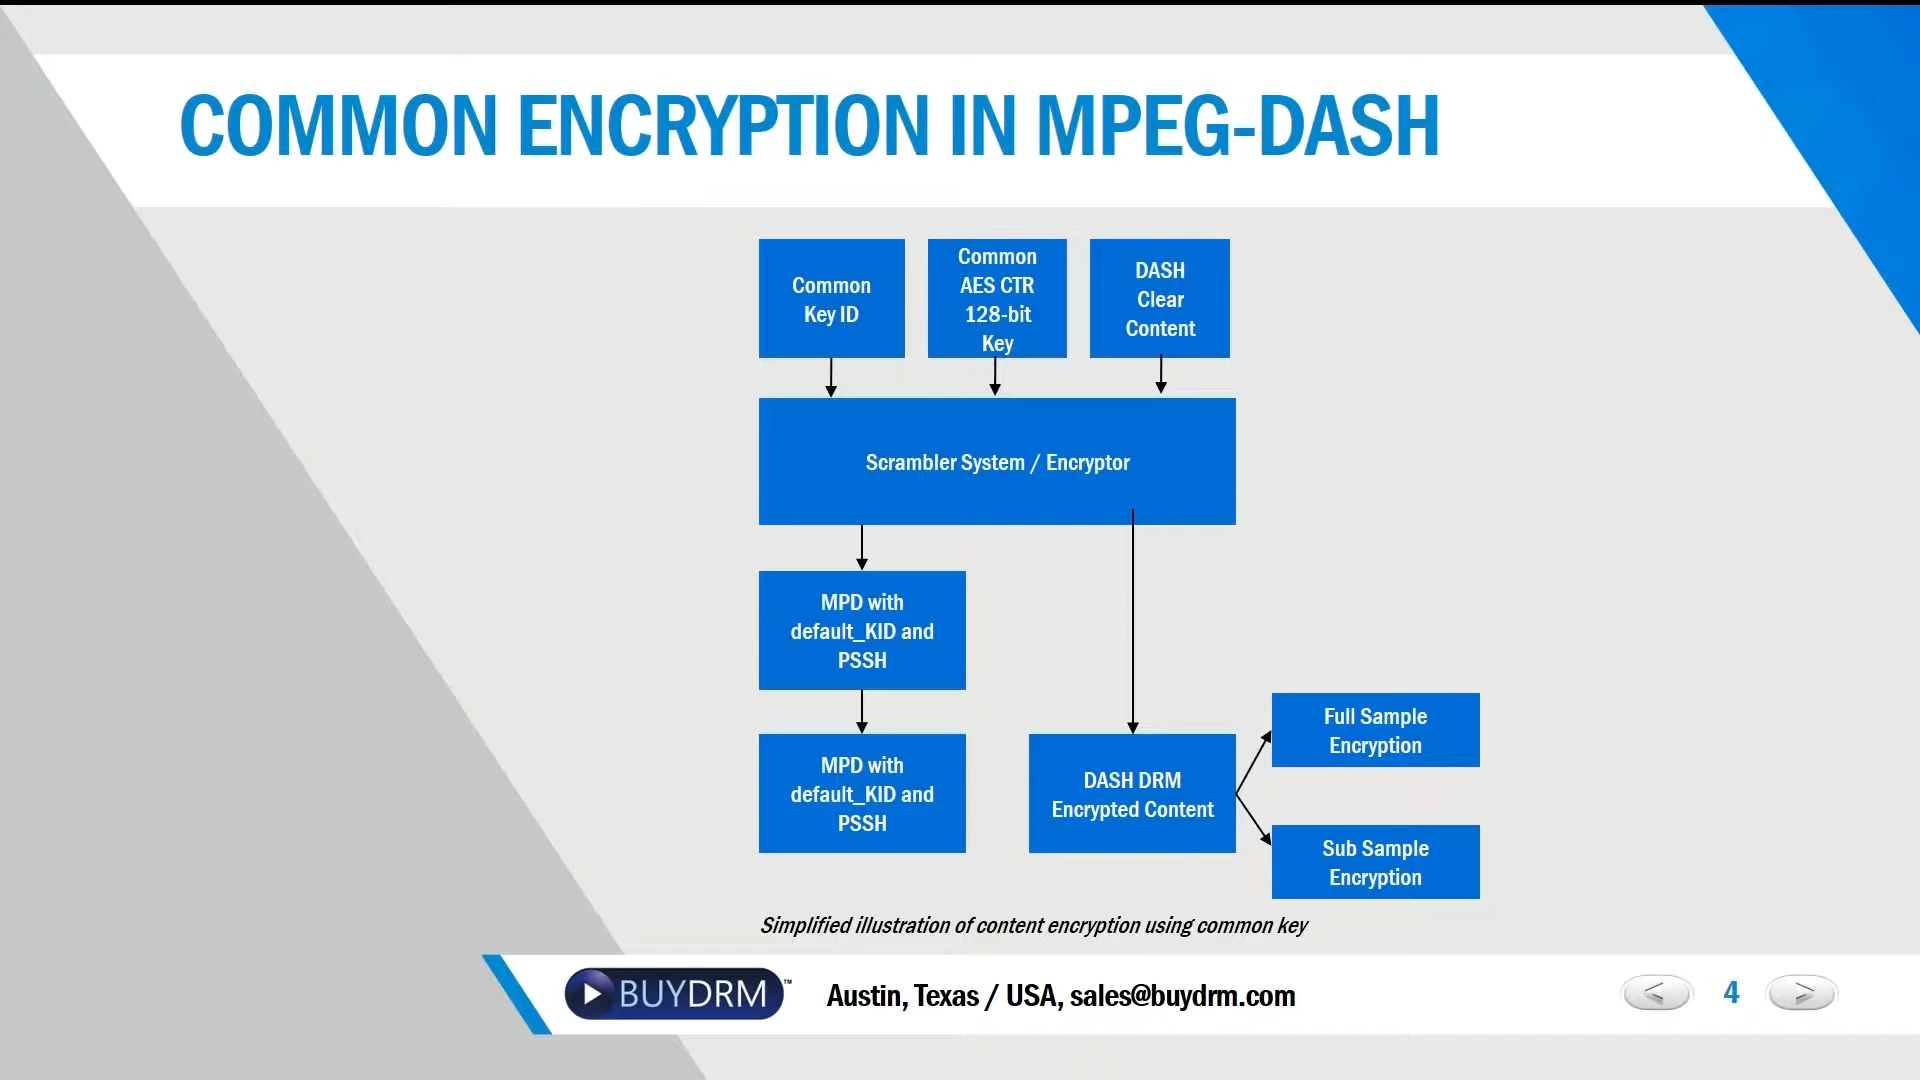 COMMON ENCRYPTION IN MPEG-DASH
Common
Key ID
Common
AES CTR
128-bit
Key
DASH
Clear
Content
Scrambler System / Encryptor
MPD with
default_KID and
PSSH
MPD with
default_KID and
PSSH
DASH DRM
Encrypted Content
Full Sample
Encryption
Sub Sample
Encryption
Simplified illustration of content encryption using common key
BUYDRM™
Austin, Texas / USA, sales@buydrm.com
< 4 >